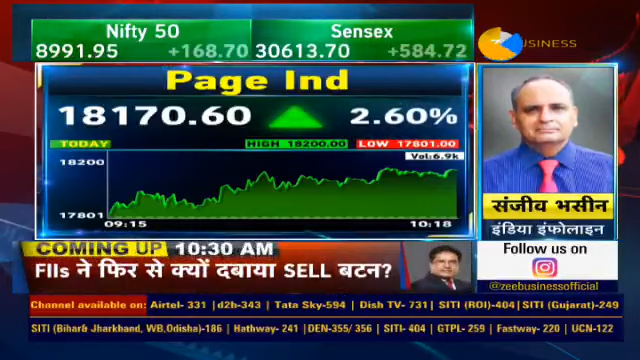 Nifty 50
8991.95 +168.70
Sensex
30613.70 +584.72
BUSINESS
Page Ind
18170.60 2.60%
TODAY HIGH 18200.00 LOW 17801.00
Vol:6.9k
18200
17801
09:15 10:18
संजीव भसीन
इंडिया इंफोलाइन
COMING UP 10:30 AM
FIIs ने फिर से क्यों दबाया SELL बटन?
Follow us on
@zeebusinessofficial
Channel available on: Airtel- 331 | d2h-343 | Tata Sky-594 | Dish TV- 731 | SITI (ROI)-404 | SITI (Gujarat)-249
SITI (Bihar& Jharkhand, WB,Odisha)-186 | Hathway- 241 | DEN-355/ 356 | SITI- 404 | GTPL- 259 | Fastway- 220 | UCN-122